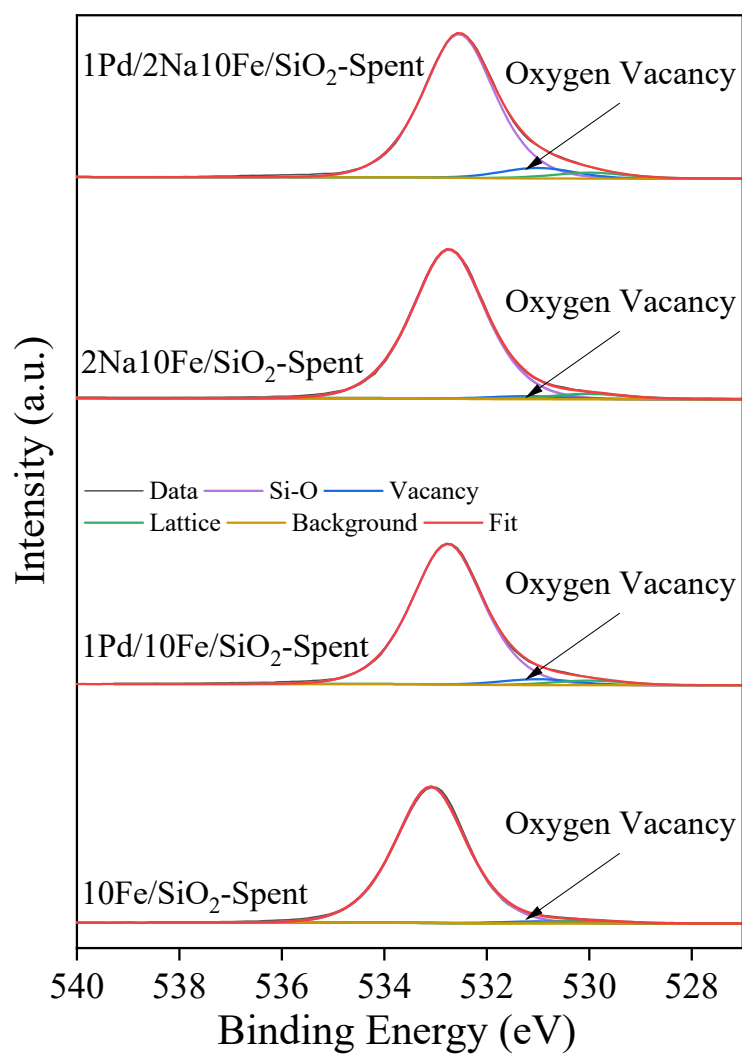 1Pd/2Na10Fe/SiO₂-Spent
Oxygen Vacancy
Oxygen Vacancy
2Na10Fe/SiO₂-Spent
Data Si-O Vacancy
Lattice Background Fit
Oxygen Vacancy
1Pd/10Fe/SiO₂-Spent
Oxygen Vacancy
10Fe/SiO₂-Spent
Intensity (a.u.)
540 538 536 534 532 530 528
Binding Energy (eV)